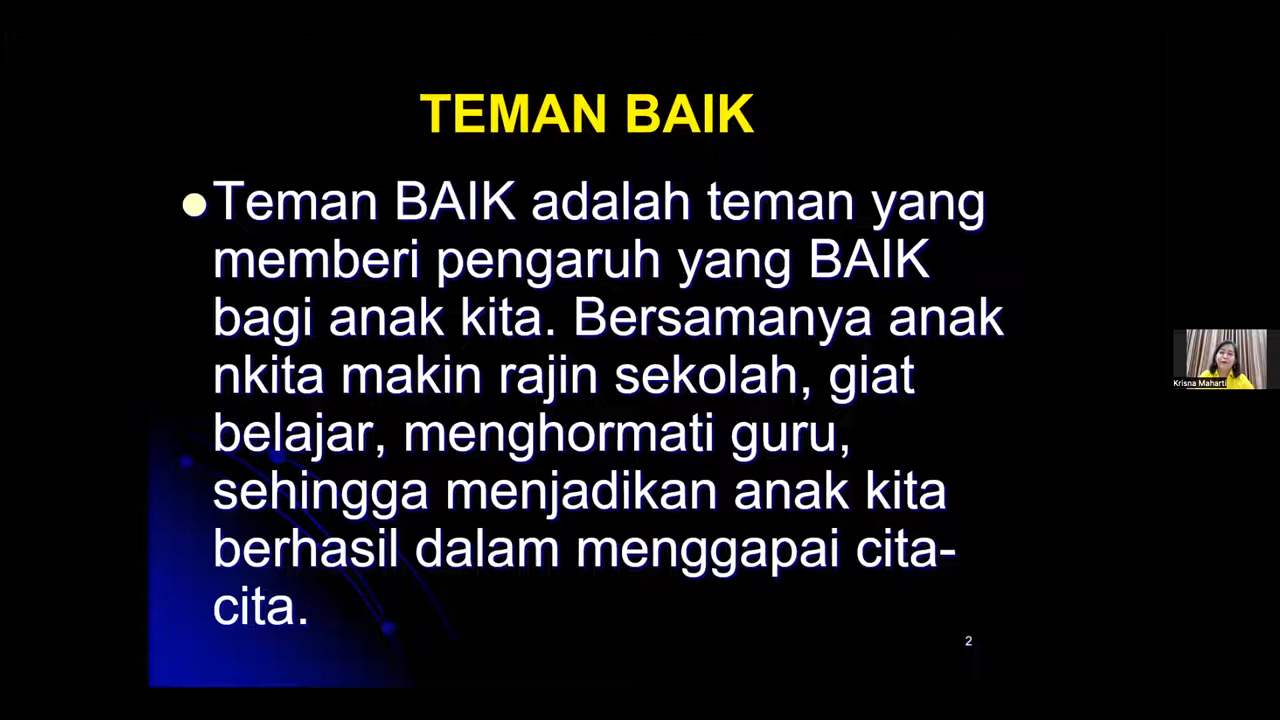 TEMAN BAIK
Teman BAIK adalah teman yang
memberi pengaruh yang BAIK
bagi anak kita. Bersamanya anak
nkita makin rajin sekolah, giat
belajar, menghormati guru,
sehingga menjadikan anak kita
berhasil dalam menggapai cita-
cita.
2
Krisna Maharti